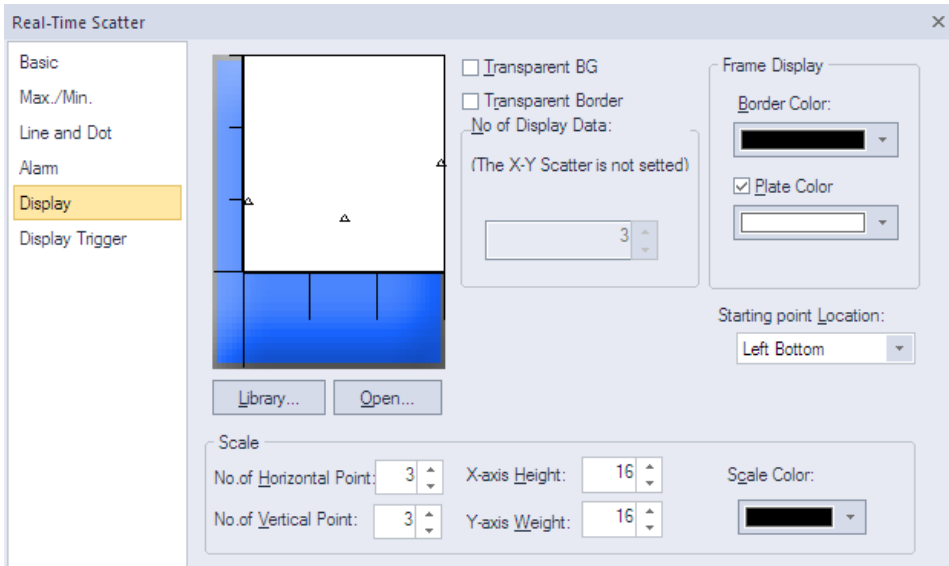 Real-Time Scatter
Basic
Max./Min.
Line and Dot
Alarm
Display
Display Trigger
Library...
Open...
Transparent BG
Transparent Border
No of Display Data:
(The X-Y Scatter is not setted)
3
Frame Display
Border Color:
Plate Color
Starting point Location:
Left Bottom
Scale
No.of Horizontal Point: 3
X-axis Height: 16
Scale Color:
No.of Vertical Point: 3
Y-axis Weight: 16